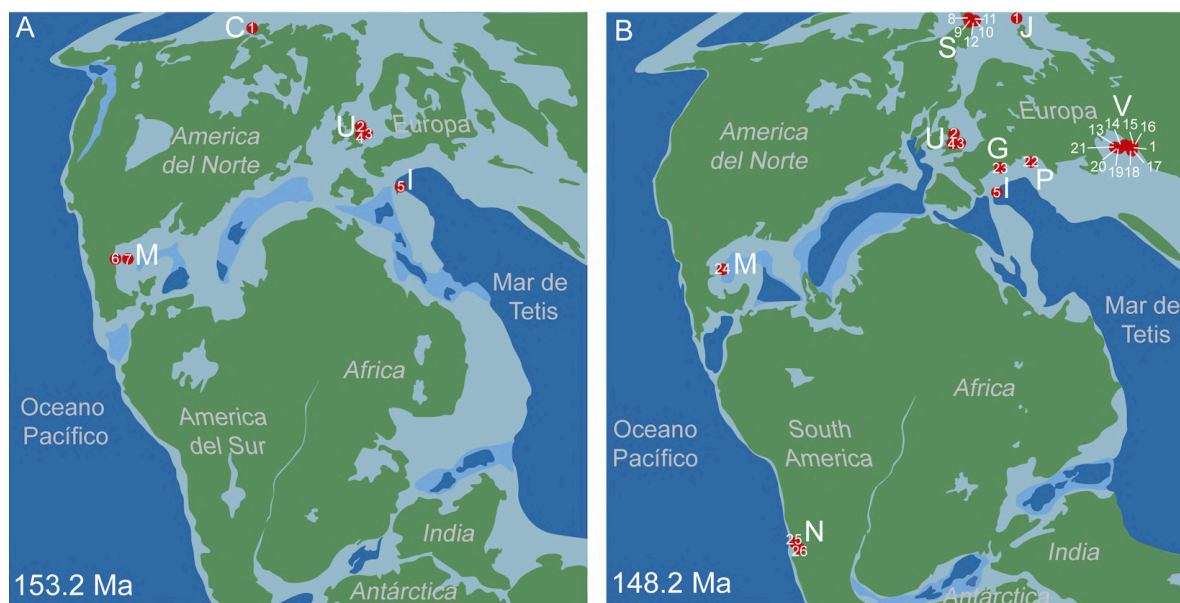 A
C 1
America
del Norte
U 2
3
4
Europa
5 I
6 7 M
Mar de
Tetis
Africa
Oceano
Pacífico
America
del Sur
India
153.2 Ma
Antárctica
B
8 11
9 10
12
S
1
J
Europa
V
14 15
13 16
21 1
20 17
19 18
America
del Norte
U 2
4 3
G
23
22
P
5 I
24 M
Mar de
Tetis
Africa
Oceano
Pacífico
South
America
25 N
26
India
148.2 Ma
Antárctica